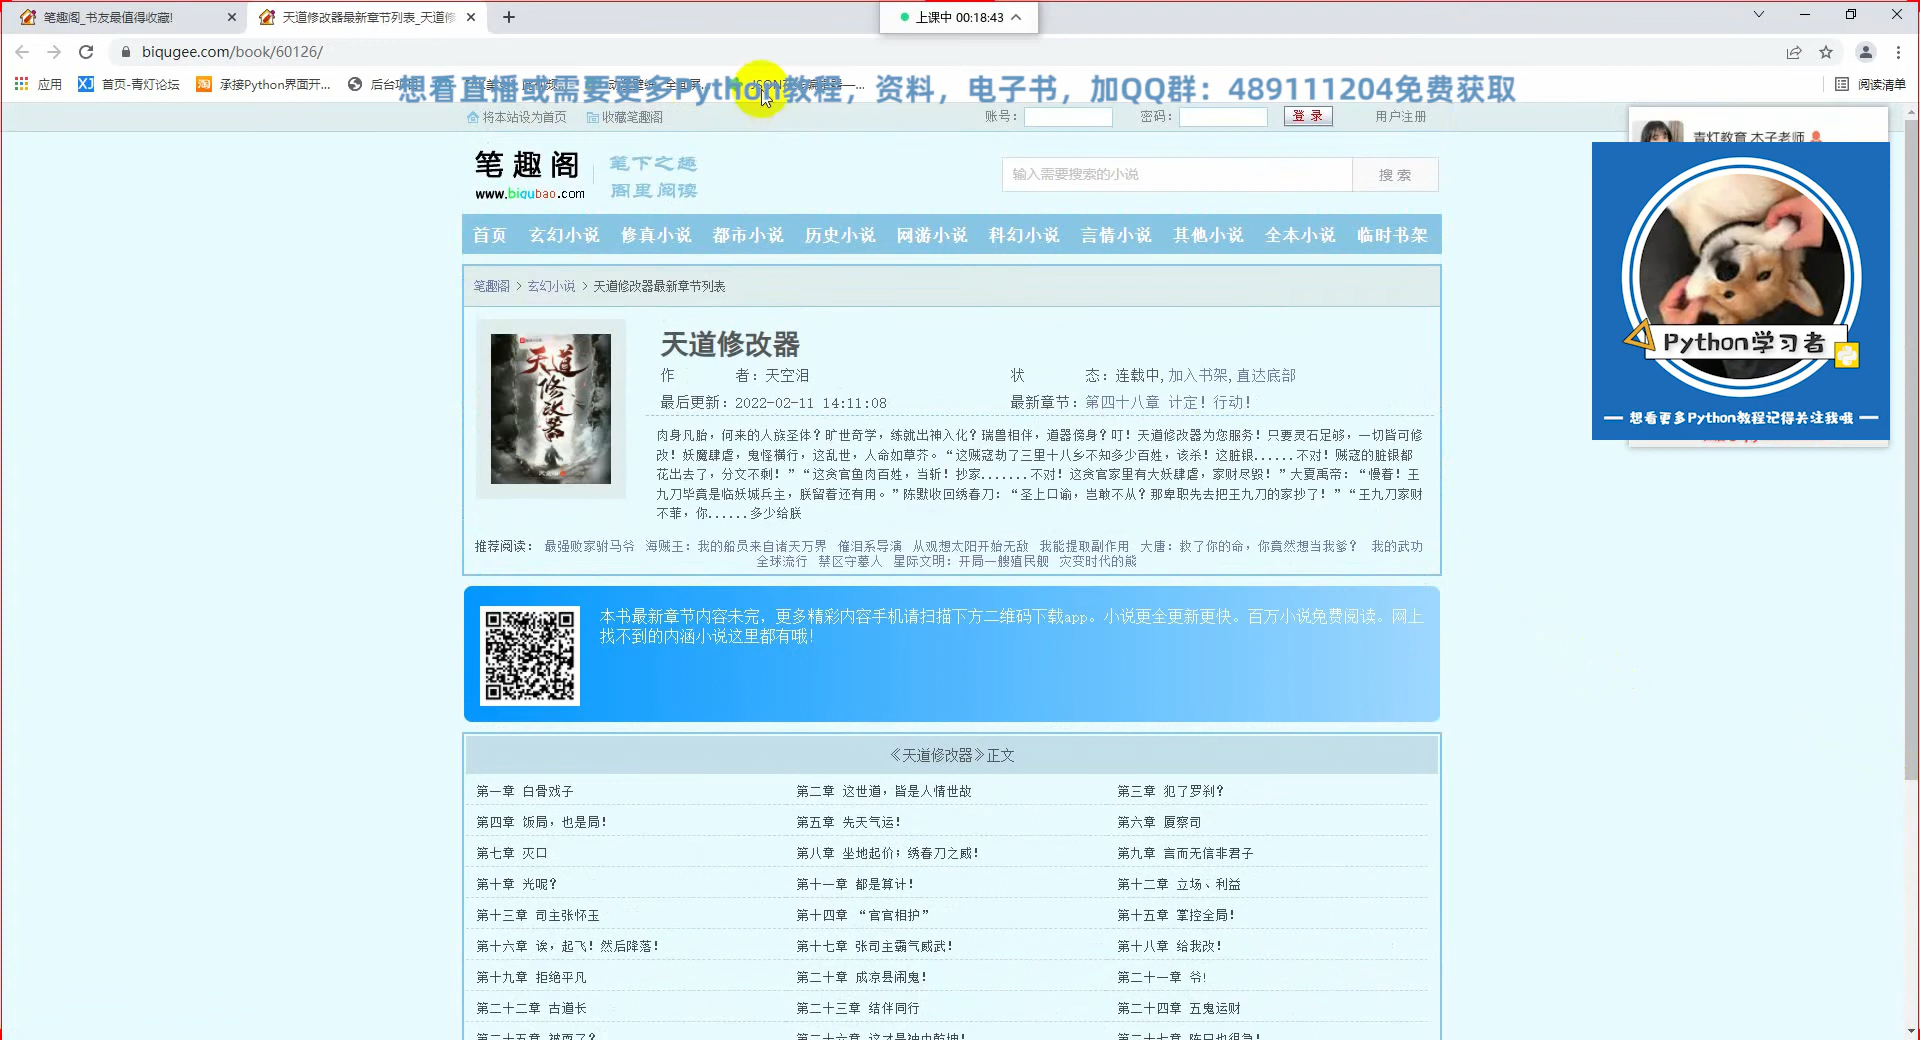 笔趣阁_书友最值得收藏!
天道修改器最新章节列表_天道修
上课中 00:18:43
biqugee.com/book/60126/
应用
首页-青灯论坛
承接Python界面开...
阅读清单
想看直播或需要更多Python教程，资料，电子书，加QQ群：489111204免费获取
将本站设为首页 收藏笔趣阁
账号： 密码： 登 录 用户注册
青灯教育 木子老师
笔 趣 阁
www.biqubao.com
笔下之趣
阁里阅读
输入需要搜索的小说
搜 索
首页 玄幻小说 修真小说 都市小说 历史小说 网游小说 科幻小说 言情小说 其他小说 全本小说 临时书架
笔趣阁 > 玄幻小说 > 天道修改器最新章节列表
天道修改器
天道修改器
作 者：天空泪
状 态：连载中,加入书架,直达底部
最后更新：2022-02-11 14:11:08
最新章节：第四十八章 计定！行动！
肉身凡胎，何来的人族圣体？旷世奇学，练就出神入化？瑞兽相伴，道器傍身？叮！天道修改器为您服务！只要灵石足够，一切皆可修
改！妖魔肆虐，鬼怪横行，这乱世，人命如草芥。“这贼寇劫了三里十八乡不知多少百姓，该杀！这脏银......不对！贼寇的脏银都
花出去了，分文不剩！”“这贪官鱼肉百姓，当斩！抄家.......不对！这贪官家里有大妖肆虐，家财尽毁！”大夏禹帝：“慢着！王
九刀毕竟是临妖城兵主，朕留着还有用。”陈默收回绣春刀：“圣上口谕，岂敢不从？那卑职先去把王九刀的家抄了！”“王九刀家财
不菲，你......多少给朕
推荐阅读： 最强败家驸马爷 海贼王：我的船员来自诸天万界 催泪系导演 从观想太阳开始无敌 我能提取副作用 大唐：救了你的命，你竟然想当我爹？ 我的武功
全球流行 禁区守墓人 星际文明：开局一艘殖民舰 灾变时代的熊
Python学习者
想看更多Python教程记得关注我哦
本书最新章节内容未完，更多精彩内容手机请扫描下方二维码下载app。小说更全更新更快。百万小说免费阅读。网上
找不到的内涵小说这里都有哦！
《天道修改器》正文
第一章 白骨戏子 第二章 这世道，皆是人情世故 第三章 犯了罗刹？
第四章 饭局，也是局！ 第五章 先天气运！ 第六章 厦察司
第七章 灭口 第八章 坐地起价；绣春刀之威！ 第九章 言而无信非君子
第十章 光呢？ 第十一章 都是算计！ 第十二章 立场、利益
第十三章 司主张怀玉 第十四章 “官官相护” 第十五章 掌控全局！
第十六章 诶，起飞！然后降落！ 第十七章 张司主霸气威武！ 第十八章 给我改！
第十九章 拒绝平凡 第二十章 成凉县闹鬼！ 第二十一章 爷!
第二十二章 古道长 第二十三章 结伴同行 第二十四章 五鬼运财